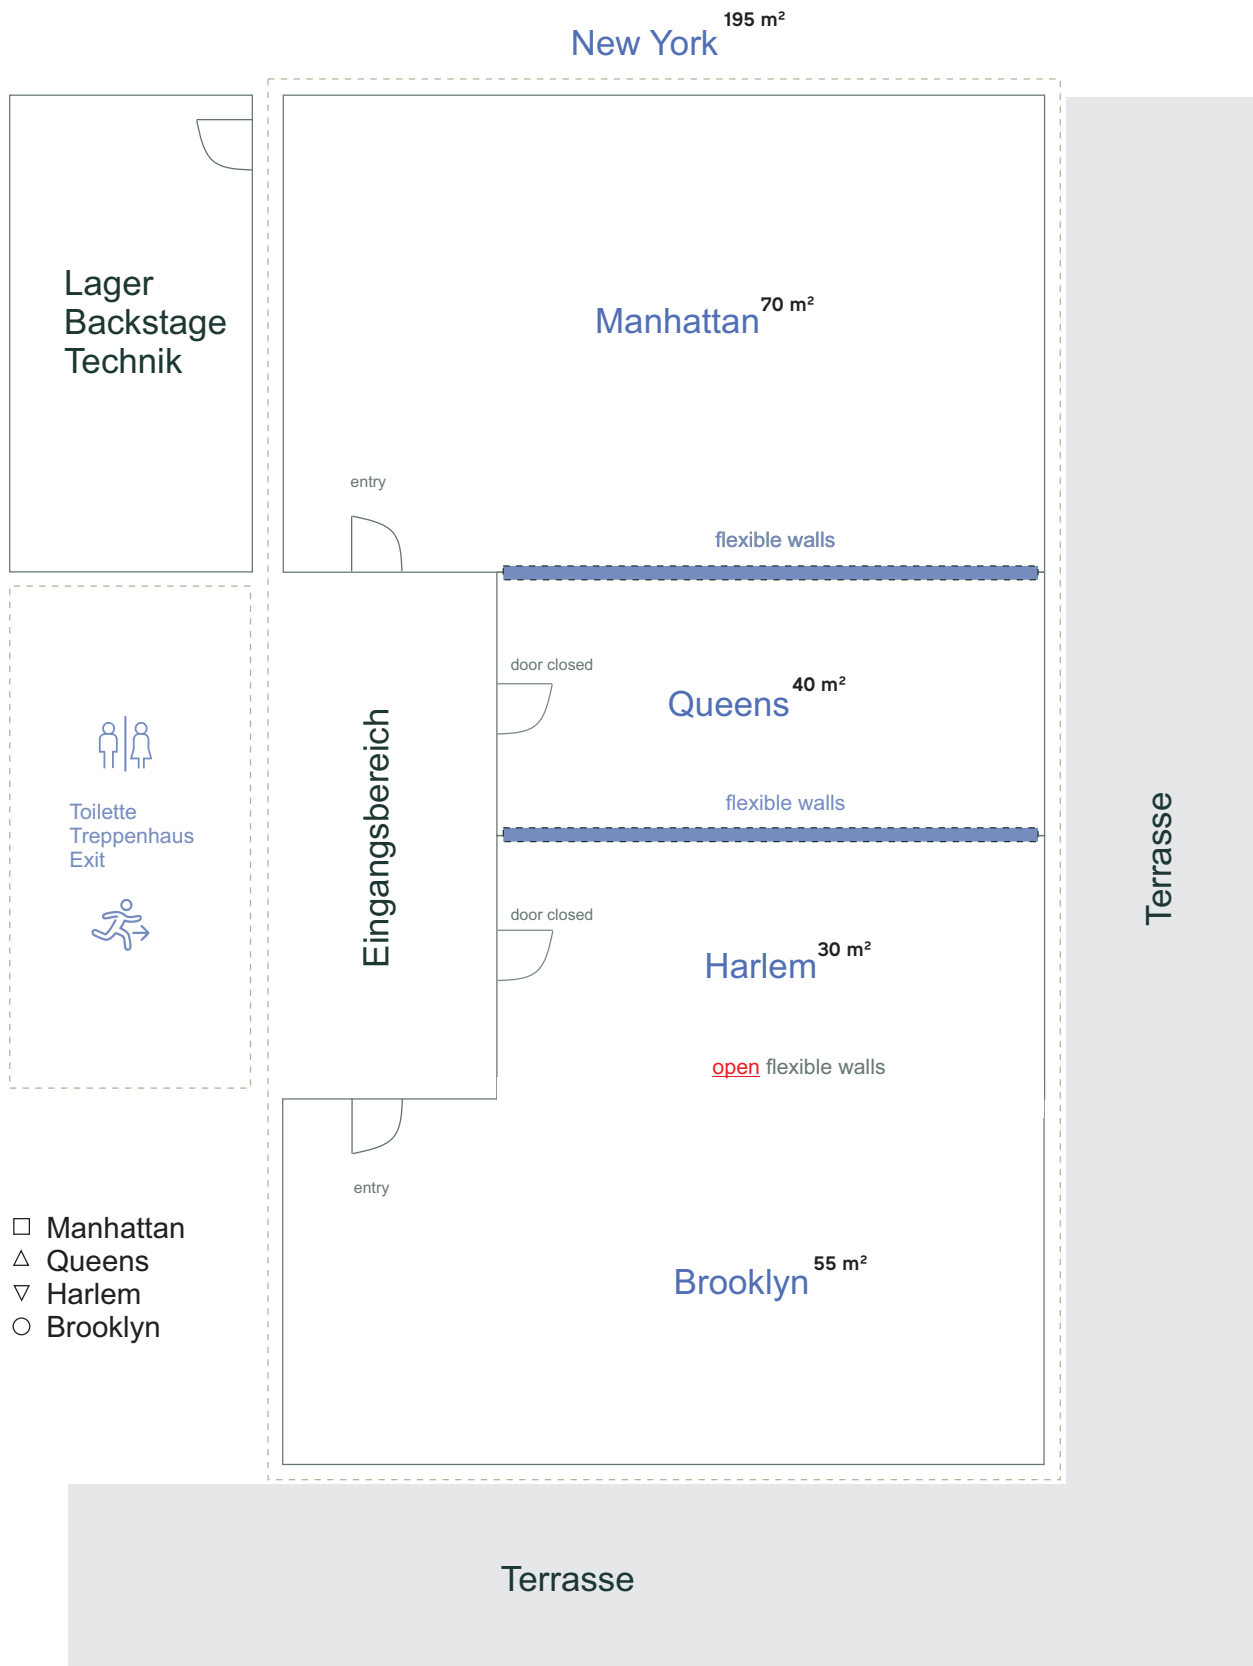 New York 195 m²
Lager
Backstage
Technik
Manhattan 70 m²
entry
flexible walls
door closed
Queens 40 m²
Eingangsbereich
Toilette
Treppenhaus
Exit
flexible walls
Terrasse
door closed
Harlem 30 m²
open flexible walls
entry
Manhattan
Queens
Harlem
Brooklyn
Brooklyn 55 m²
Terrasse